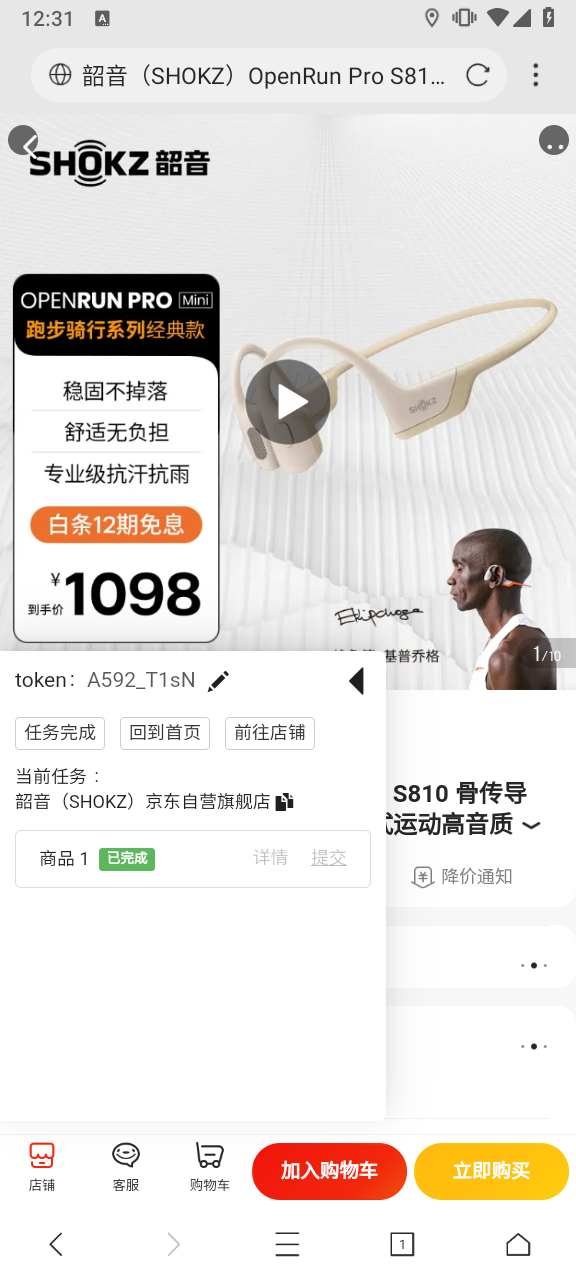 12:31
A
韶音（SHOKZ）OpenRun Pro S81...
SHOKZ 韶音
OPENRUN PRO Mini
跑步骑行系列经典款
稳固不掉落
舒适无负担
专业级抗汗抗雨
白条12期免息
到手价 ¥1098
SHOKZ
基普乔格
1/10
token： A592_T1sN
任务完成 回到首页 前往店铺
当前任务 :
韶音（SHOKZ）京东自营旗舰店
商品 1 已完成 详情 提交
S810 骨传导
式运动高音质
降价通知
店铺 客服 购物车 加入购物车 立即购买
1